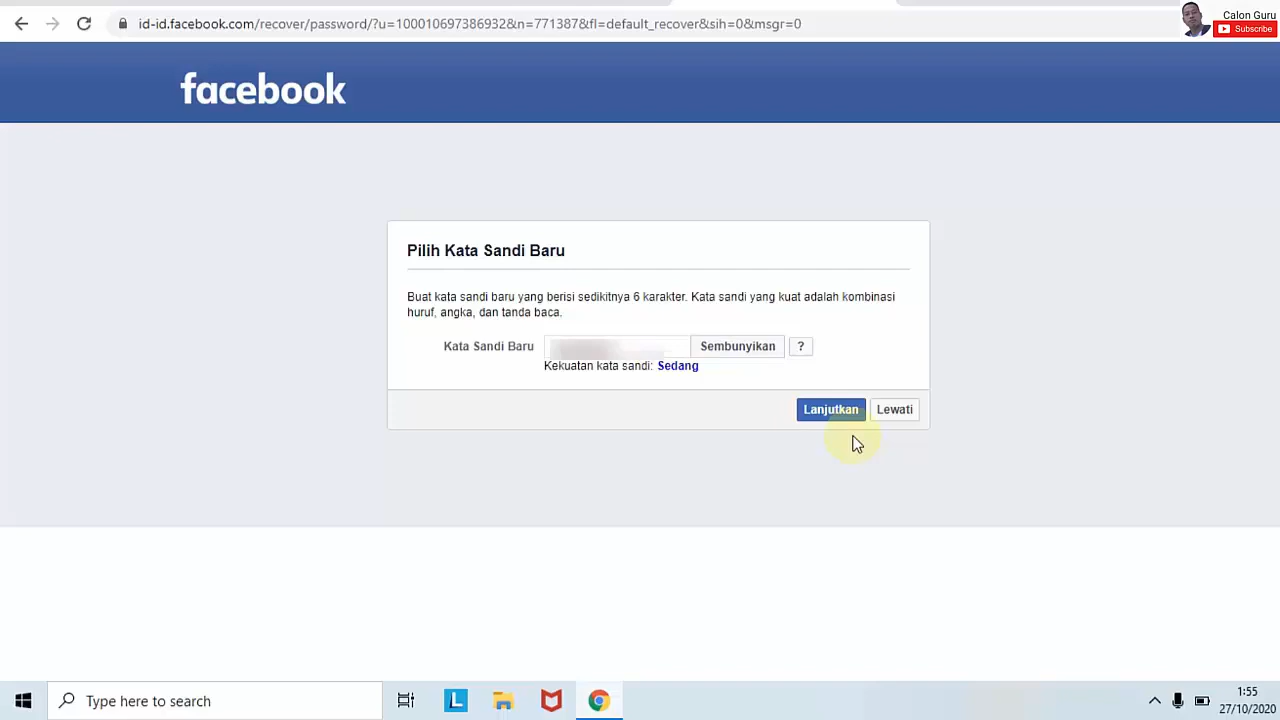 id-id.facebook.com/recover/password/?u=100010697386932&n=771387&fl=default_recover&sih=0&msgr=0
Calon Guru
Subscribe
facebook
Pilih Kata Sandi Baru
Buat kata sandi baru yang berisi sedikitnya 6 karakter. Kata sandi yang kuat adalah kombinasi
huruf, angka, dan tanda baca.
Kata Sandi Baru
Sembunyikan
?
Kekuatan kata sandi: Sedang
Lanjutkan
Lewati
Type here to search
L
1:55
27/10/2020